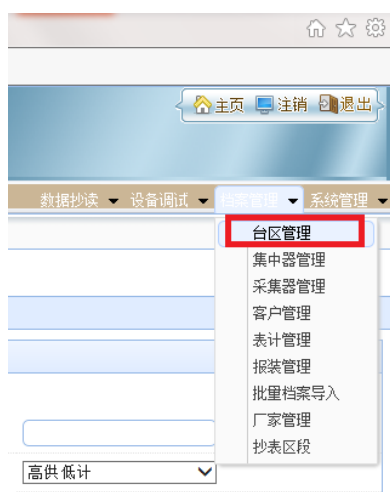 主页 注销 退出
数据抄读 设备调试 档案管理 系统管理
台区管理
集中器管理
采集器管理
客户管理
表计管理
报装管理
批量档案导入
厂家管理
抄表区段
高供低计